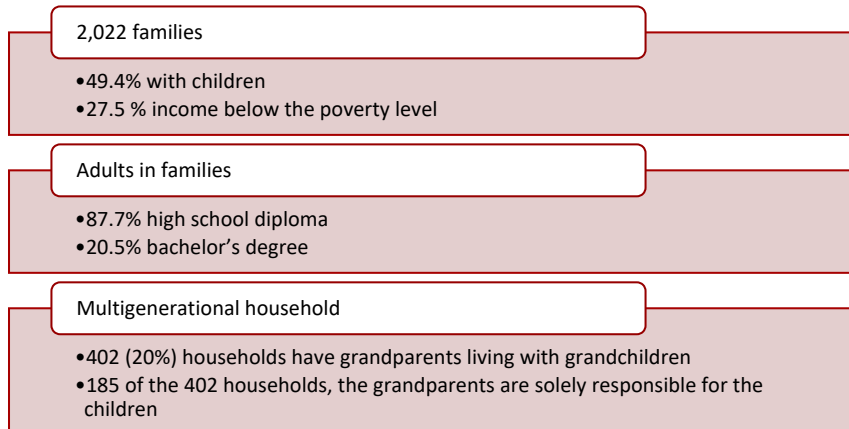 2,022 families
•49.4% with children
•27.5 % income below the poverty level
Adults in families
•87.7% high school diploma
•20.5% bachelor’s degree
Multigenerational household
•402 (20%) households have grandparents living with grandchildren
•185 of the 402 households, the grandparents are solely responsible for the
children